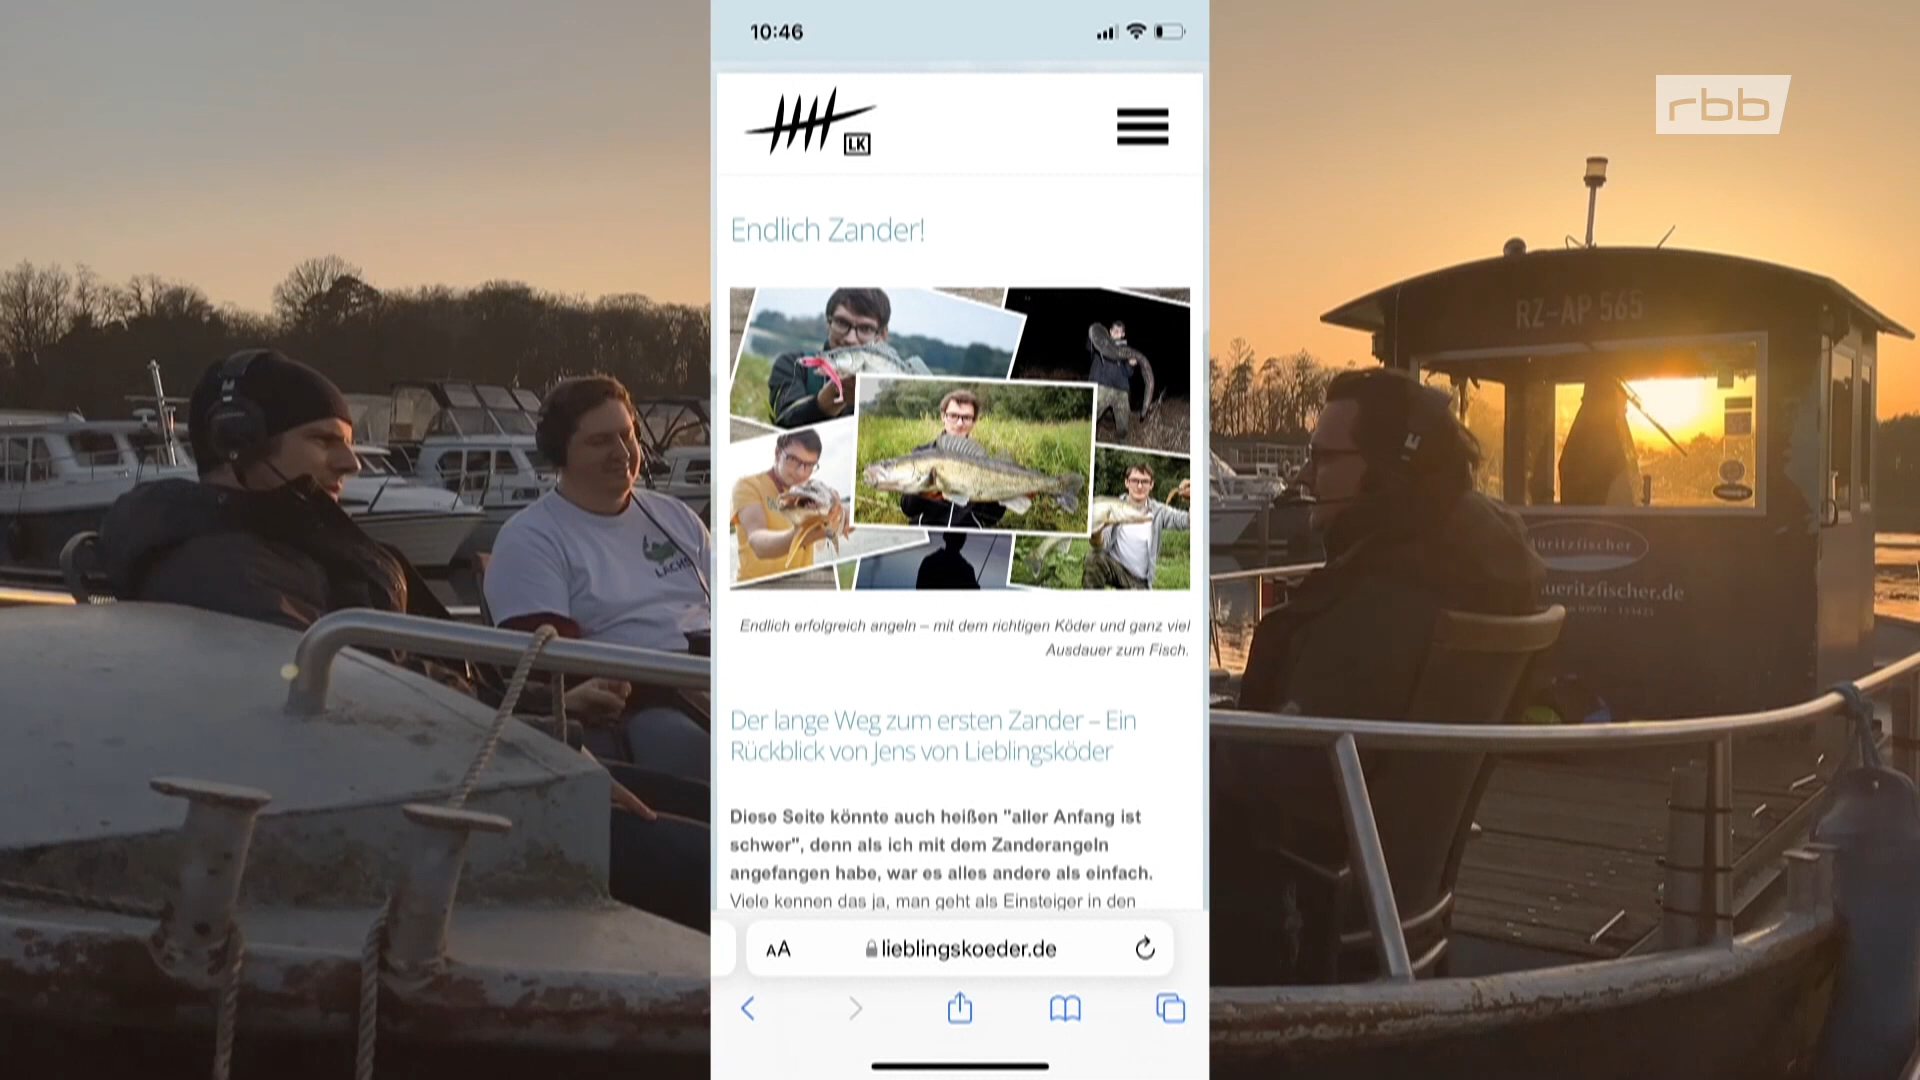 10:46
rbb
LK
Endlich Zander!
RZ-AP 565
Endlich erfolgreich angeln – mit dem richtigen Köder und ganz viel
Ausdauer zum Fisch.
Müritzfischer
ueritzfischer.de
LACHS
Der lange Weg zum ersten Zander – Ein
Rückblick von Jens von Lieblingsköder
Diese Seite könnte auch heißen "aller Anfang ist
schwer", denn als ich mit dem Zanderangeln
angefangen habe, war es alles andere als einfach.
Viele kennen das ja, man geht als Einsteiger in den
AA
lieblingskoeder.de